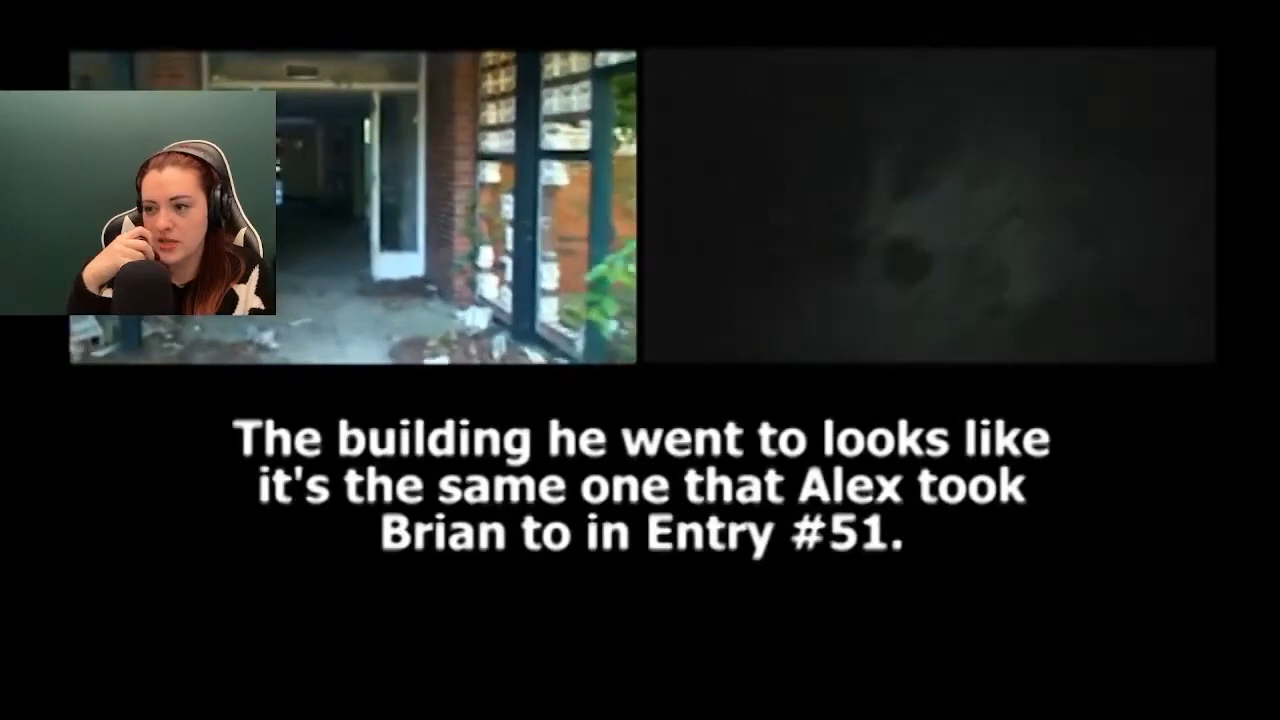 The building he went to looks like
it's the same one that Alex took
Brian to in Entry #51.